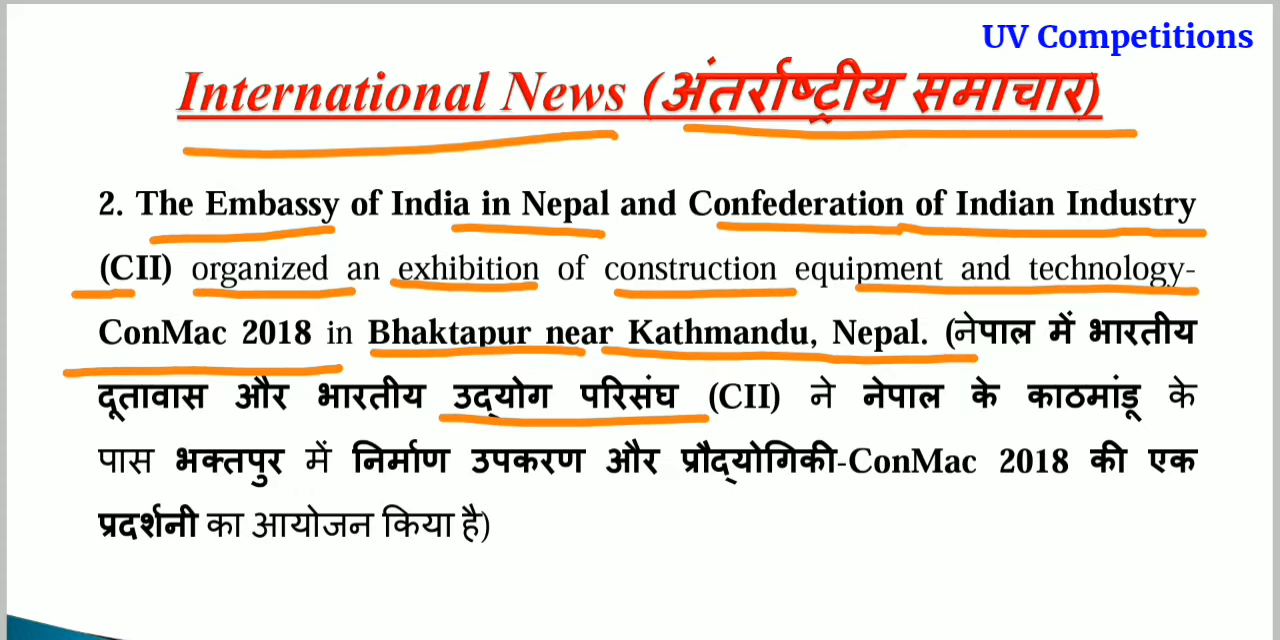 UV Competitions
International News (अंतर्राष्ट्रीय समाचार)
2. The Embassy of India in Nepal and Confederation of Indian Industry
(CII) organized an exhibition of construction equipment and technology-
ConMac 2018 in Bhaktapur near Kathmandu, Nepal. (नेपाल में भारतीय
दूतावास और भारतीय उद्योग परिसंघ (CII) ने नेपाल के काठमांडू के
पास भक्तपुर में निर्माण उपकरण और प्रौद्योगिकी-ConMac 2018 की एक
प्रदर्शनी का आयोजन किया है)